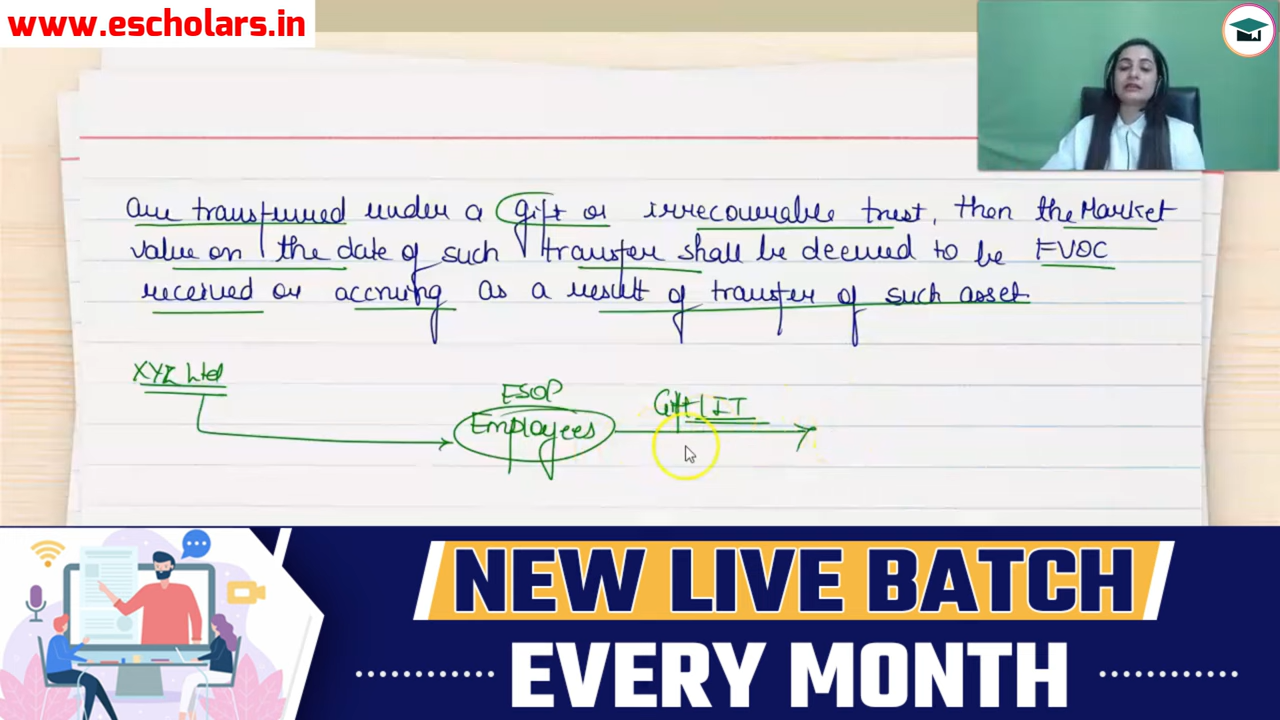 www.escholars.in
are transferred under a gift or irrecourable trust, then the Market
value on the date of such transfer shall be deemed to be FVOC
received or accruing as a result of transfer of such asset
XYZ Ltd
ESOP
Employees
Gift | IT
NEW LIVE BATCH
EVERY MONTH